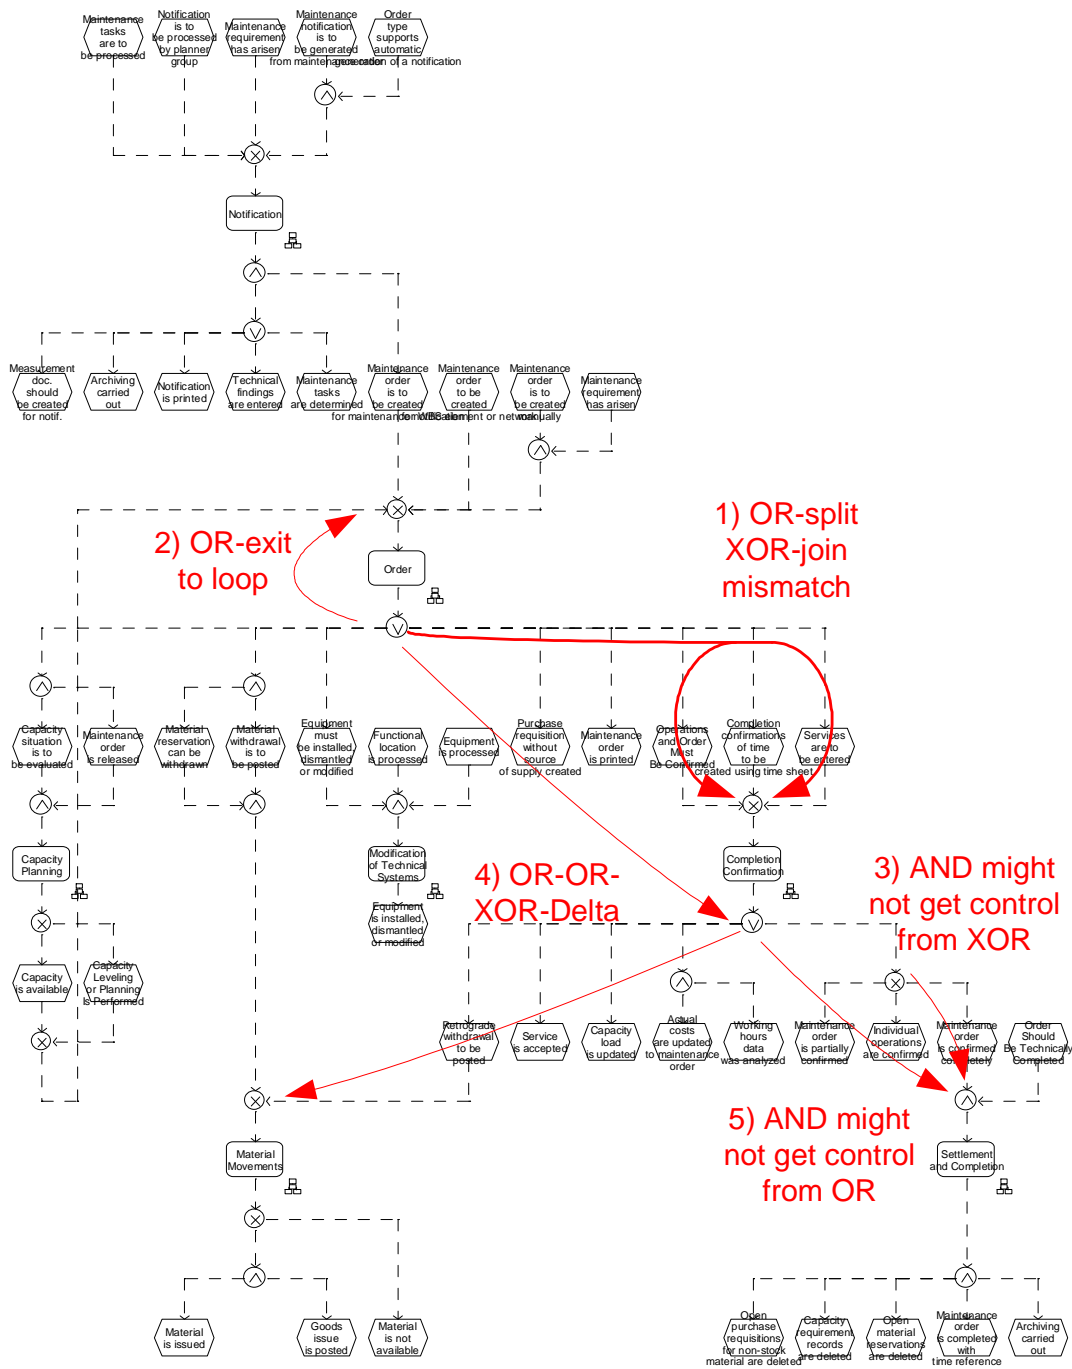 Maintenance
tasks
are to
be processed
Notification
is to
be processed
by planner
group
Maintenance
requirement
has arisen
Maintenance
notification
is to
be generated
from maintenance order
Order
type
supports
automatic
generation of a notification
Notification
Measurement
doc.
should
be created
for notif.
Archiving
carried
out
Notification
is printed
Technical
findings
are entered
Maintenance
tasks
are determined
Maintenance
order
is to
be created
for maintenance notification
Maintenance
order
to be
created
for WBS element or network
Maintenance
order
is to
be created
manually
Maintenance
requirement
has arisen
2) OR-exit
to loop
1) OR-split
XOR-join
mismatch
Order
Capacity
situation
is to
be evaluated
Maintenance
order
is released
Material
reservation
can be
withdrawn
Material
withdrawal
is to
be posted
Equipment
must
be installed,
dismantled
or modified
Functional
location
is processed
Equipment
is processed
Purchase
requisition
without
source
of supply created
Maintenance
order
is printed
Operations
and Order
Must
Be Confirmed
Completion
confirmations
of time
to be
created using time sheet
Services
are to
be entered
Capacity
Planning
Modification
of Technical
Systems
Completion
Confirmation
4) OR-OR-
XOR-Delta
3) AND might
not get control
from XOR
Equipment
is installed,
dismantled
or modified
Capacity
is available
Capacity
Leveling
or Planning
Is Performed
Retrograde
withdrawal
to be
posted
Service
is accepted
Capacity
load
is updated
Actual
costs
are updated
to maintenance
order
Working
hours
data
was analyzed
Maintenance
order
is partially
confirmed
Individual
operations
are confirmed
Maintenance
order
is confirmed
completely
Order
Should
Be Technically
Completed
5) AND might
not get control
from OR
Material
Movements
Settlement
and Completion
Material
is issued
Goods
issue
is posted
Material
is not
available
Open
purchase
requisitions
for non-stock
material are deleted
Capacity
requirement
records
are deleted
Open
material
reservations
are deleted
Maintenance
order
is completed
with
time reference
Archiving
carried
out